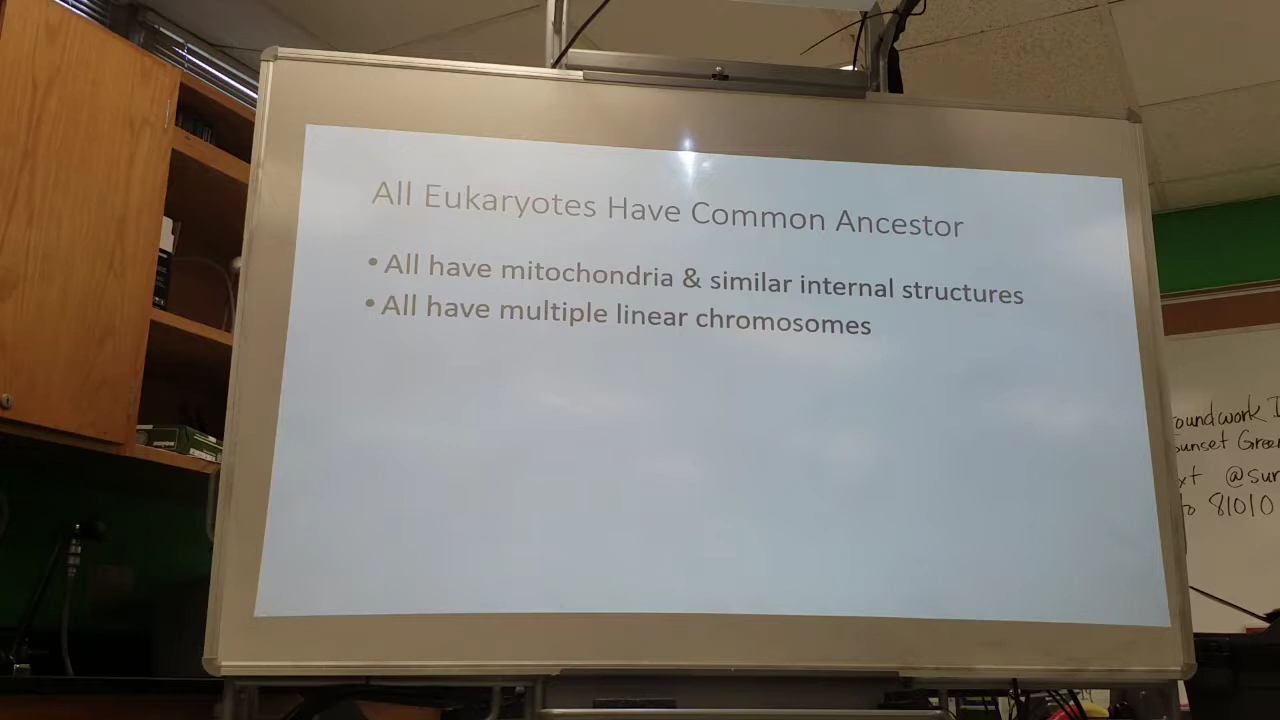 All Eukaryotes Have Common Ancestor
• All have mitochondria & similar internal structures
• All have multiple linear chromosomes
oundwork
unset Gree
xt @sur
to 81010